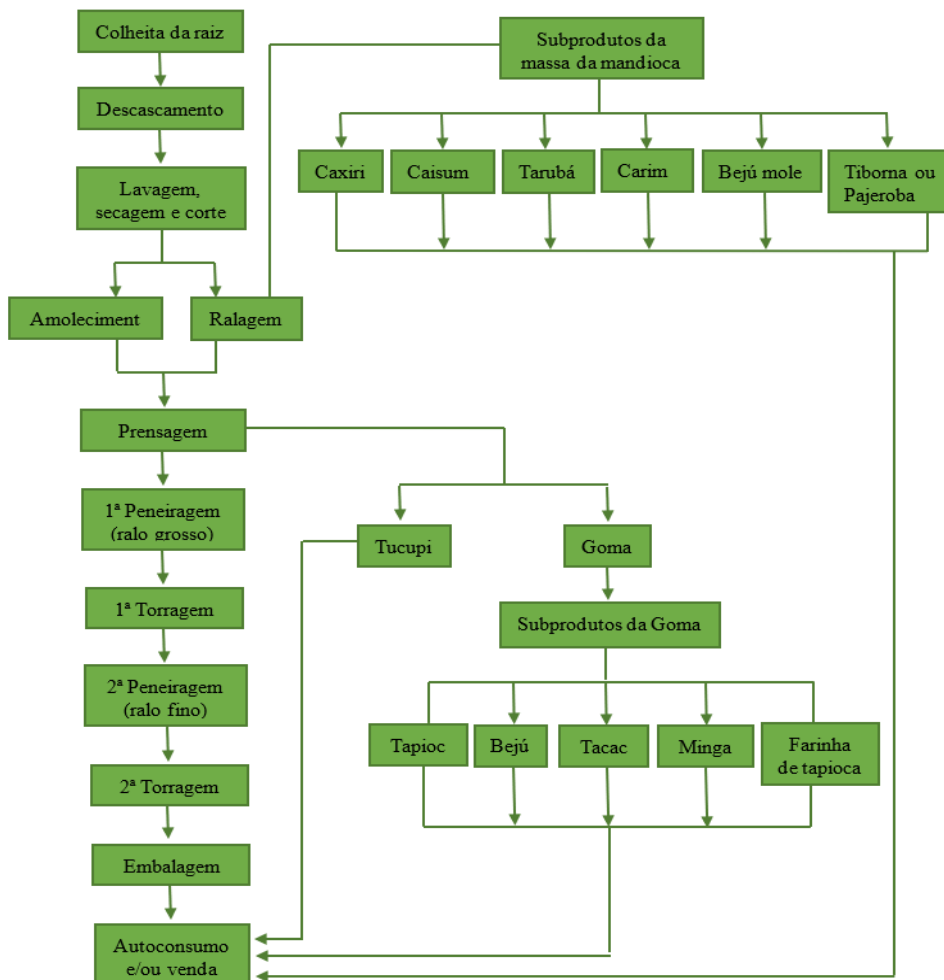 Colheita da raiz
Descascamento
Lavagem,
secagem e corte
Amoleciment
Ralagem
Subprodutos da
massa da mandioca
Caxiri
Caisum
Tarubá
Carim
Bejú mole
Tiborna ou
Pajeroba
Prensagem
1ª Peneiragem
(ralo grosso)
1ª Torragem
2ª Peneiragem
(ralo fino)
2ª Torragem
Embalagem
Autoconsumo
e/ou venda
Tucupi
Goma
Subprodutos da Goma
Tapioc
Bejú
Tacac
Minga
Farinha
de tapioca